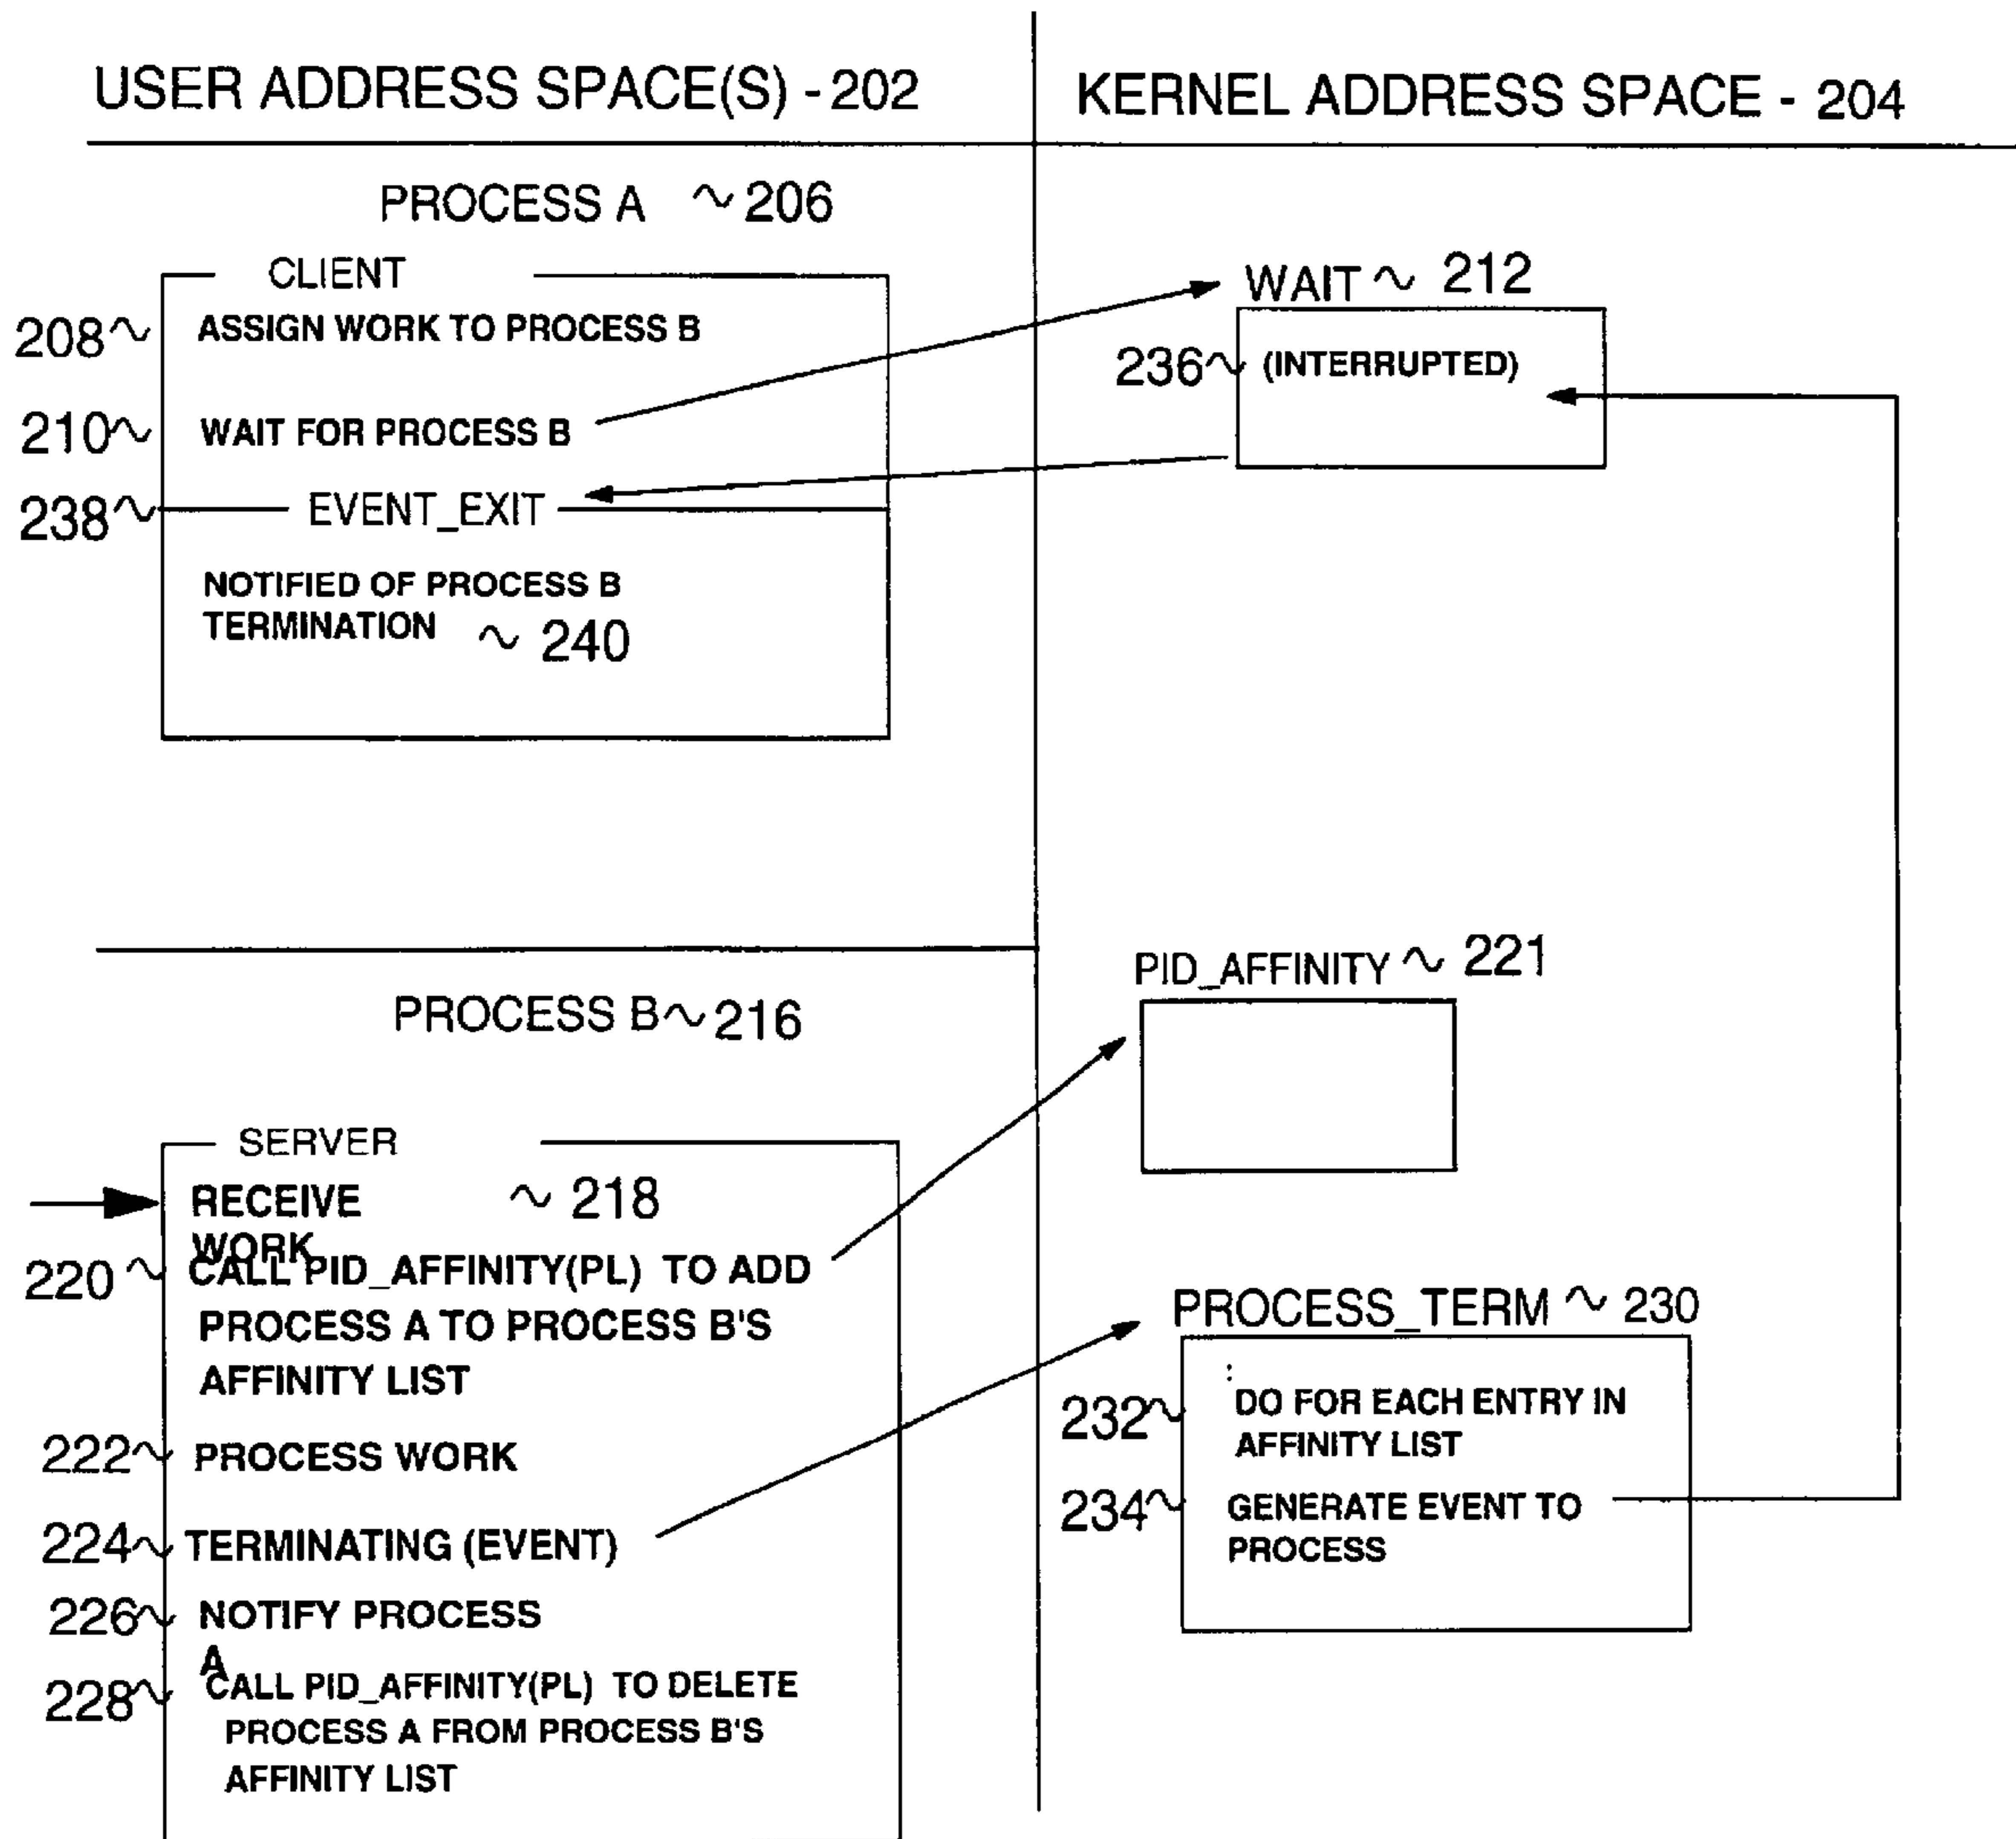 USER ADDRESS SPACE(S) - 202
KERNEL ADDRESS SPACE - 204
PROCESS A ~206
CLIENT
208~ ASSIGN WORK TO PROCESS B
210~ WAIT FOR PROCESS B
238~ EVENT_EXIT
NOTIFIED OF PROCESS B
TERMINATION ~ 240
WAIT ~ 212
236~ (INTERRUPTED)
PROCESS B~216
SERVER
RECEIVE ~ 218
WORK
220 ~ CALL PID_AFFINITY(PL) TO ADD
PROCESS A TO PROCESS B'S
AFFINITY LIST
222~ PROCESS WORK
224~ TERMINATING (EVENT)
226~ NOTIFY PROCESS
A
228~ CALL PID_AFFINITY(PL) TO DELETE
PROCESS A FROM PROCESS B'S
AFFINITY LIST
PID_AFFINITY ~ 221
PROCESS_TERM ~ 230
:
232~ DO FOR EACH ENTRY IN
AFFINITY LIST
234~ GENERATE EVENT TO
PROCESS